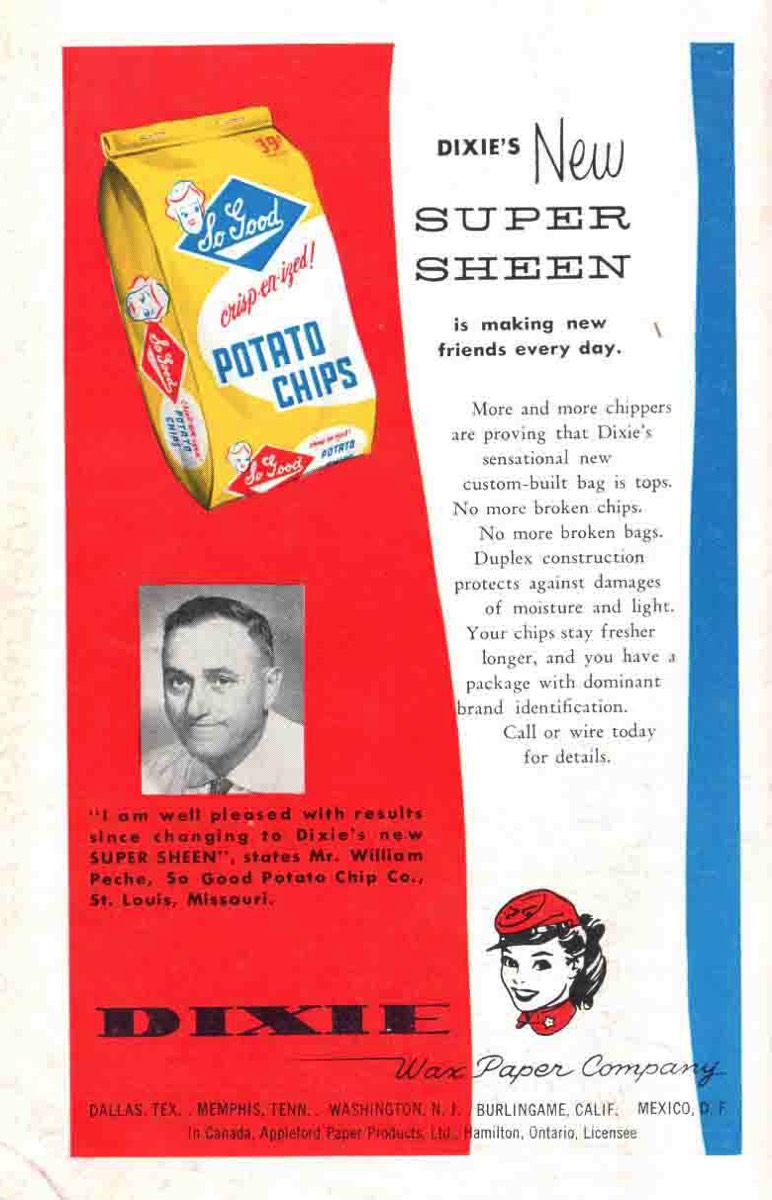 39¢
So Good
crisp-en-ized!
POTATO
CHIPS
So Good
POTATO
CHIPS
So Good
crisp-en-ized!
POTATO
DIXIE'S New
SUPER
SHEEN
is making new
friends every day.
More and more chippers
are proving that Dixie's
sensational new
custom-built bag is tops.
No more broken chips.
No more broken bags.
Duplex construction
protects against damages
of moisture and light.
Your chips stay fresher
longer, and you have a
package with dominant
brand identification.
Call or wire today
for details.
"I am well pleased with results
since changing to Dixie's new
SUPER SHEEN", states Mr. William
Peche, So Good Potato Chip Co.,
St. Louis, Missouri.
DIXIE
Wax Paper Company
DALLAS, TEX. . MEMPHIS, TENN. . WASHINGTON, N. J. . BURLINGAME, CALIF. MEXICO, D. F.
In Canada, Appleford Paper Products, Ltd., Hamilton, Ontario, Licensee